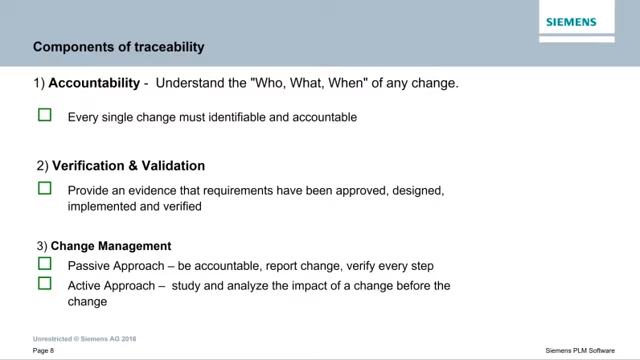 SIEMENS
Components of traceability
1) Accountability - Understand the "Who, What, When" of any change.
Every single change must identifiable and accountable
2) Verification & Validation
Provide an evidence that requirements have been approved, designed,
implemented and verified
3) Change Management
Passive Approach – be accountable, report change, verify every step
Active Approach – study and analyze the impact of a change before the
change
Unrestricted © Siemens AG 2016
Page 8
Siemens PLM Software